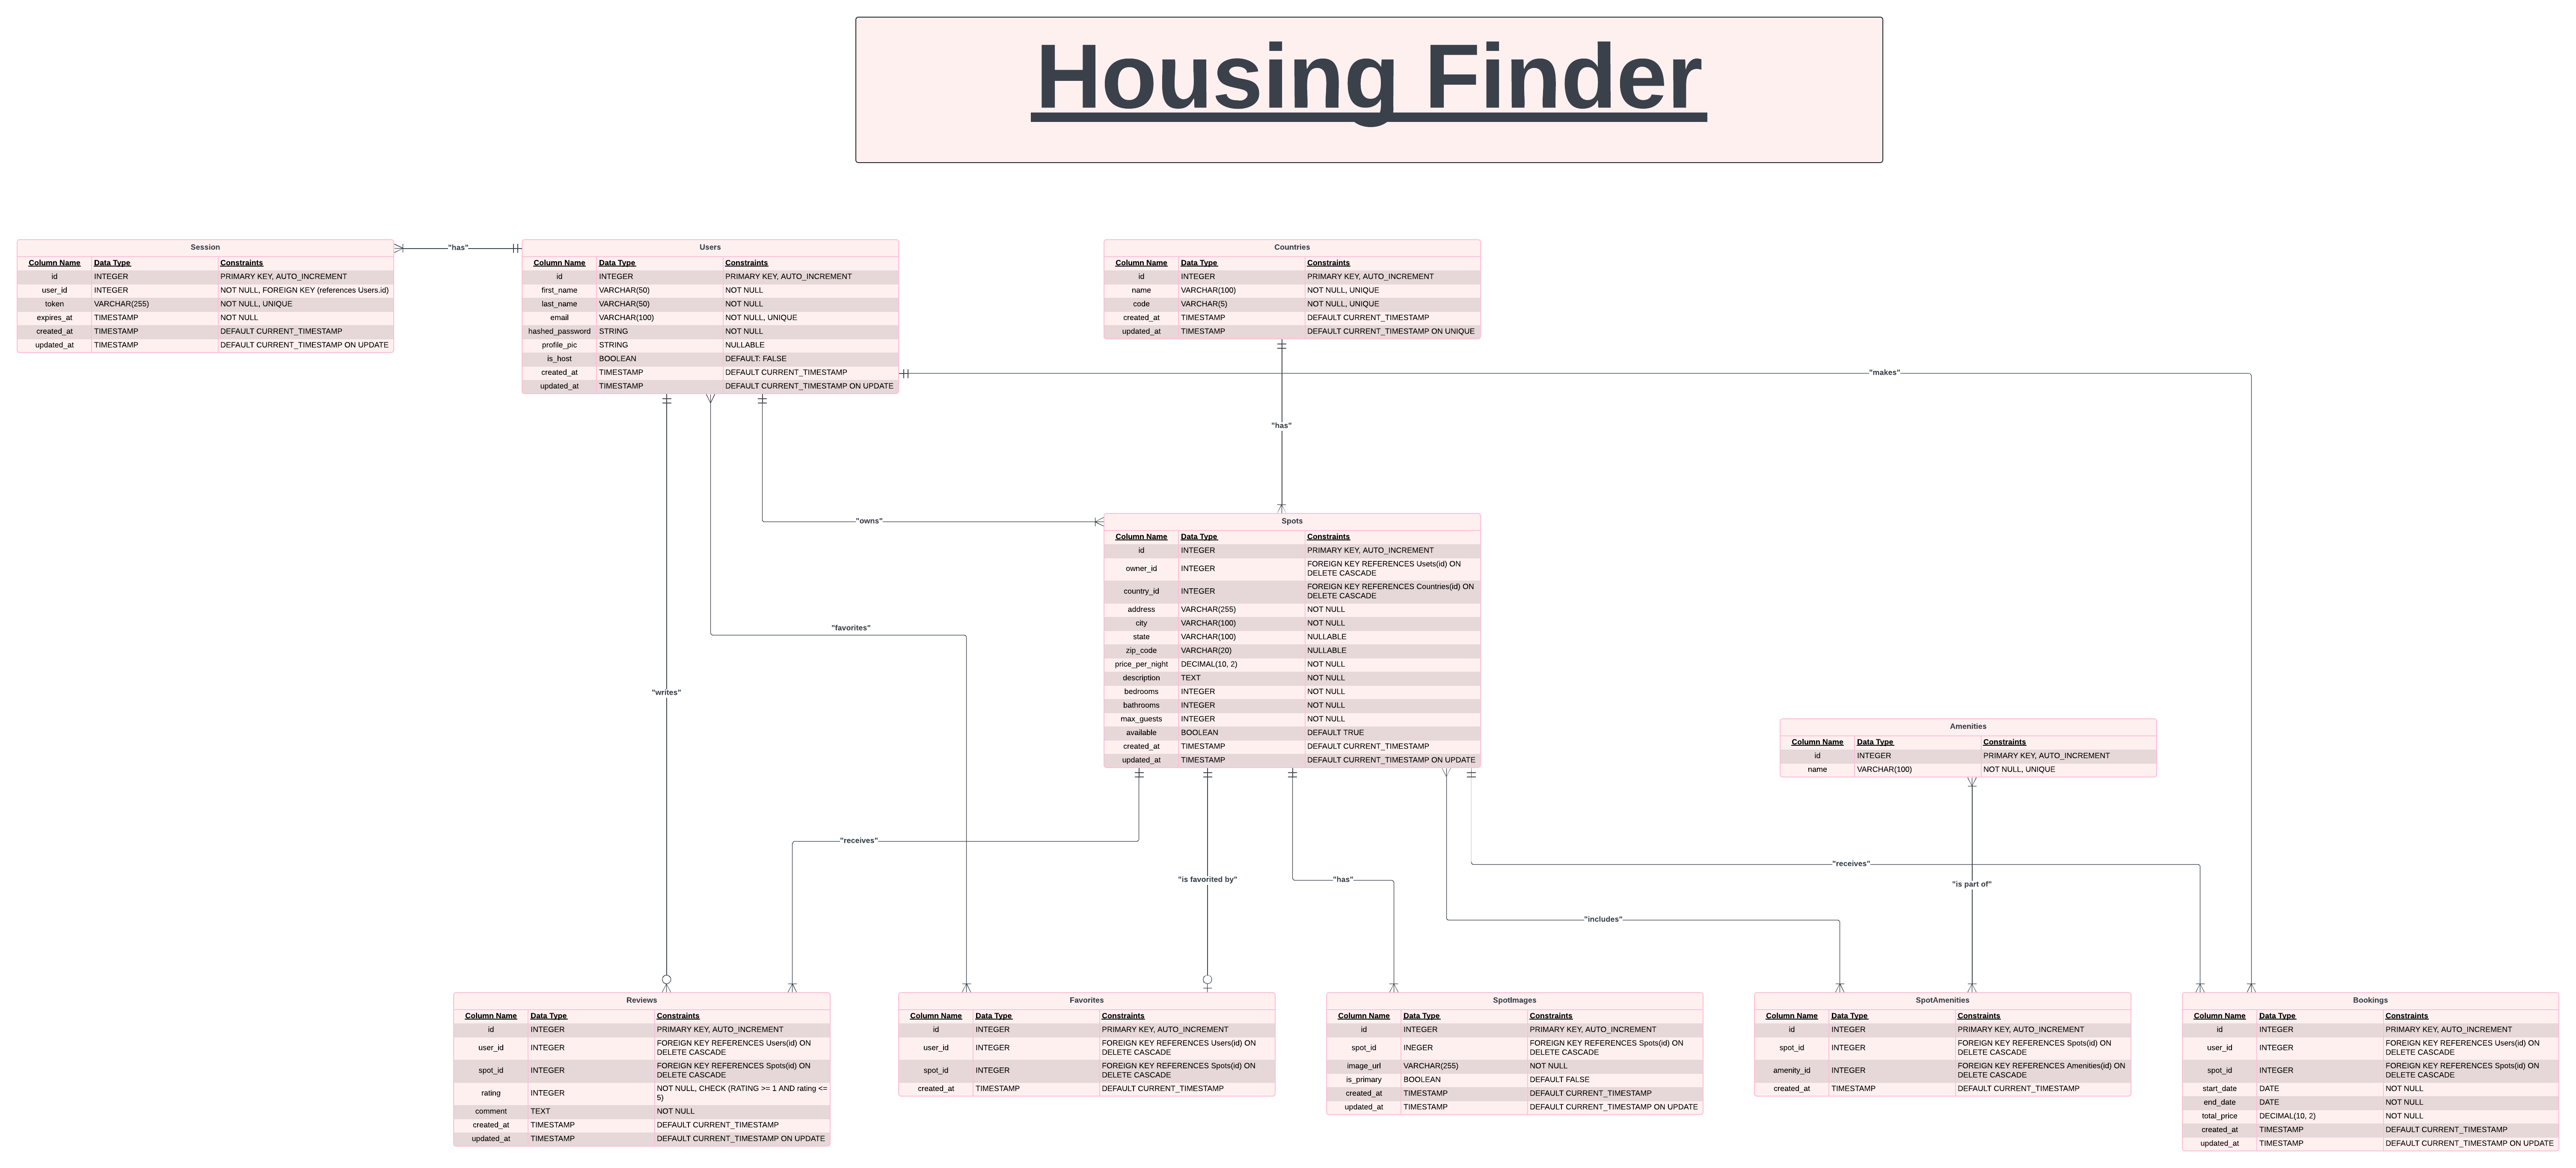 Housing Finder
Session
Column Name Data Type Constraints
id INTEGER PRIMARY KEY, AUTO_INCREMENT
user_id INTEGER NOT NULL, FOREIGN KEY (references Users.id)
token VARCHAR(255) NOT NULL, UNIQUE
expires_at TIMESTAMP NOT NULL
created_at TIMESTAMP DEFAULT CURRENT_TIMESTAMP
updated_at TIMESTAMP DEFAULT CURRENT_TIMESTAMP ON UPDATE
"has"
Users
Column Name Data Type Constraints
id INTEGER PRIMARY KEY, AUTO_INCREMENT
first_name VARCHAR(50) NOT NULL
last_name VARCHAR(50) NOT NULL
email VARCHAR(100) NOT NULL, UNIQUE
hashed_password STRING NOT NULL
profile_pic STRING NULLABLE
is_host BOOLEAN DEFAULT: FALSE
created_at TIMESTAMP DEFAULT CURRENT_TIMESTAMP
updated_at TIMESTAMP DEFAULT CURRENT_TIMESTAMP ON UPDATE
Countries
Column Name Data Type Constraints
id INTEGER PRIMARY KEY, AUTO_INCREMENT
name VARCHAR(100) NOT NULL, UNIQUE
code VARCHAR(5) NOT NULL, UNIQUE
created_at TIMESTAMP DEFAULT CURRENT_TIMESTAMP
updated_at TIMESTAMP DEFAULT CURRENT_TIMESTAMP ON UNIQUE
"makes"
"has"
"owns"
Spots
Column Name Data Type Constraints
id INTEGER PRIMARY KEY, AUTO_INCREMENT
owner_id INTEGER FOREIGN KEY REFERENCES Usets(id) ON
DELETE CASCADE
country_id INTEGER FOREIGN KEY REFERENCES Countries(id) ON
DELETE CASCADE
address VARCHAR(255) NOT NULL
city VARCHAR(100) NOT NULL
state VARCHAR(100) NULLABLE
zip_code VARCHAR(20) NULLABLE
price_per_night DECIMAL(10, 2) NOT NULL
description TEXT NOT NULL
bedrooms INTEGER NOT NULL
bathrooms INTEGER NOT NULL
max_guests INTEGER NOT NULL
available BOOLEAN DEFAULT TRUE
created_at TIMESTAMP DEFAULT CURRENT_TIMESTAMP
updated_at TIMESTAMP DEFAULT CURRENT_TIMESTAMP ON UPDATE
"favorites"
"writes"
Amenities
Column Name Data Type Constraints
id INTEGER PRIMARY KEY, AUTO_INCREMENT
name VARCHAR(100) NOT NULL, UNIQUE
"receives"
"is favorited by"
"has"
"receives"
"is part of"
"includes"
Reviews
Column Name Data Type Constraints
id INTEGER PRIMARY KEY, AUTO_INCREMENT
user_id INTEGER FOREIGN KEY REFERENCES Users(id) ON
DELETE CASCADE
spot_id INTEGER FOREIGN KEY REFERENCES Spots(id) ON
DELETE CASCADE
rating INTEGER NOT NULL, CHECK (RATING >= 1 AND rating <=
5)
comment TEXT NOT NULL
created_at TIMESTAMP DEFAULT CURRENT_TIMESTAMP
updated_at TIMESTAMP DEFAULT CURRENT_TIMESTAMP ON UPDATE
Favorites
Column Name Data Type Constraints
id INTEGER PRIMARY KEY, AUTO_INCREMENT
user_id INTEGER FOREIGN KEY REFERENCES Users(id) ON
DELETE CASCADE
spot_id INTEGER FOREIGN KEY REFERENCES Spots(id) ON
DELETE CASCADE
created_at TIMESTAMP DEFAULT CURRENT_TIMESTAMP
SpotImages
Column Name Data Type Constraints
id INTEGER PRIMARY KEY, AUTO_INCREMENT
spot_id INEGER FOREIGN KEY REFERENCES Spots(id) ON
DELETE CASCADE
image_url VARCHAR(255) NOT NULL
is_primary BOOLEAN DEFAULT FALSE
created_at TIMESTAMP DEFAULT CURRENT_TIMESTAMP
updated_at TIMESTAMP DEFAULT CURRENT_TIMESTAMP ON UPDATE
SpotAmenities
Column Name Data Type Constraints
id INTEGER PRIMARY KEY, AUTO_INCREMENT
spot_id INTEGER FOREIGN KEY REFERENCES Spots(id) ON
DELETE CASCADE
amenity_id INTEGER FOREIGN KEY REFERENCES Amenities(id) ON
DELETE CASCADE
created_at TIMESTAMP DEFAULT CURRENT_TIMESTAMP
Bookings
Column Name Data Type Constraints
id INTEGER PRIMARY KEY, AUTO_INCREMENT
user_id INTEGER FOREIGN KEY REFERENCES Users(id) ON
DELETE CASCADE
spot_id INTEGER FOREIGN KEY REFERENCES Spots(id) ON
DELETE CASCADE
start_date DATE NOT NULL
end_date DATE NOT NULL
total_price DECIMAL(10, 2) NOT NULL
created_at TIMESTAMP DEFAULT CURRENT_TIMESTAMP
updated_at TIMESTAMP DEFAULT CURRENT_TIMESTAMP ON UPDATE